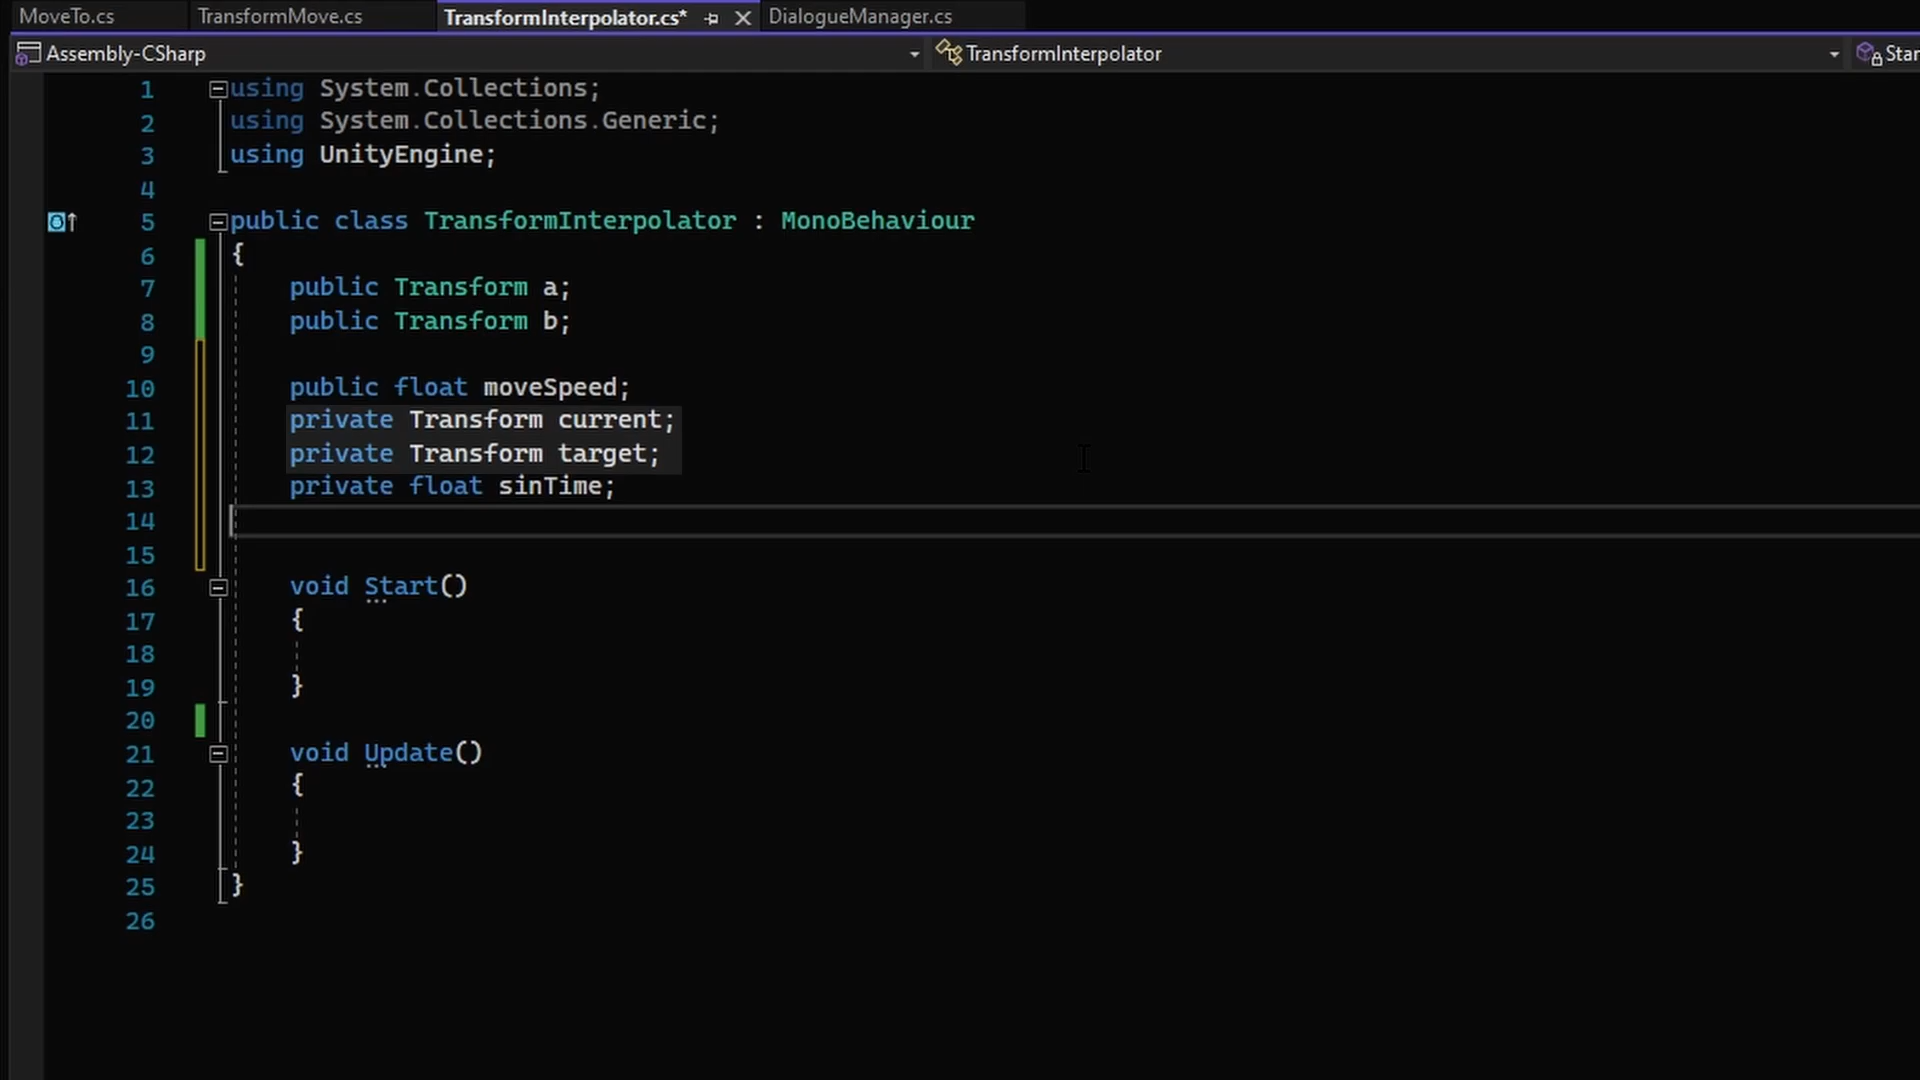 MoveTo.cs TransformMove.cs TransformInterpolator.cs* DialogueManager.cs
Assembly-CSharp TransformInterpolator Star
1 using System.Collections;
2 using System.Collections.Generic;
3 using UnityEngine;
4
5 public class TransformInterpolator : MonoBehaviour
6 {
7 public Transform a;
8 public Transform b;
9
10 public float moveSpeed;
11 private Transform current;
12 private Transform target;
13 private float sinTime;
14
15
16 void Start()
17 {
18
19 }
20
21 void Update()
22 {
23
24 }
25 }
26